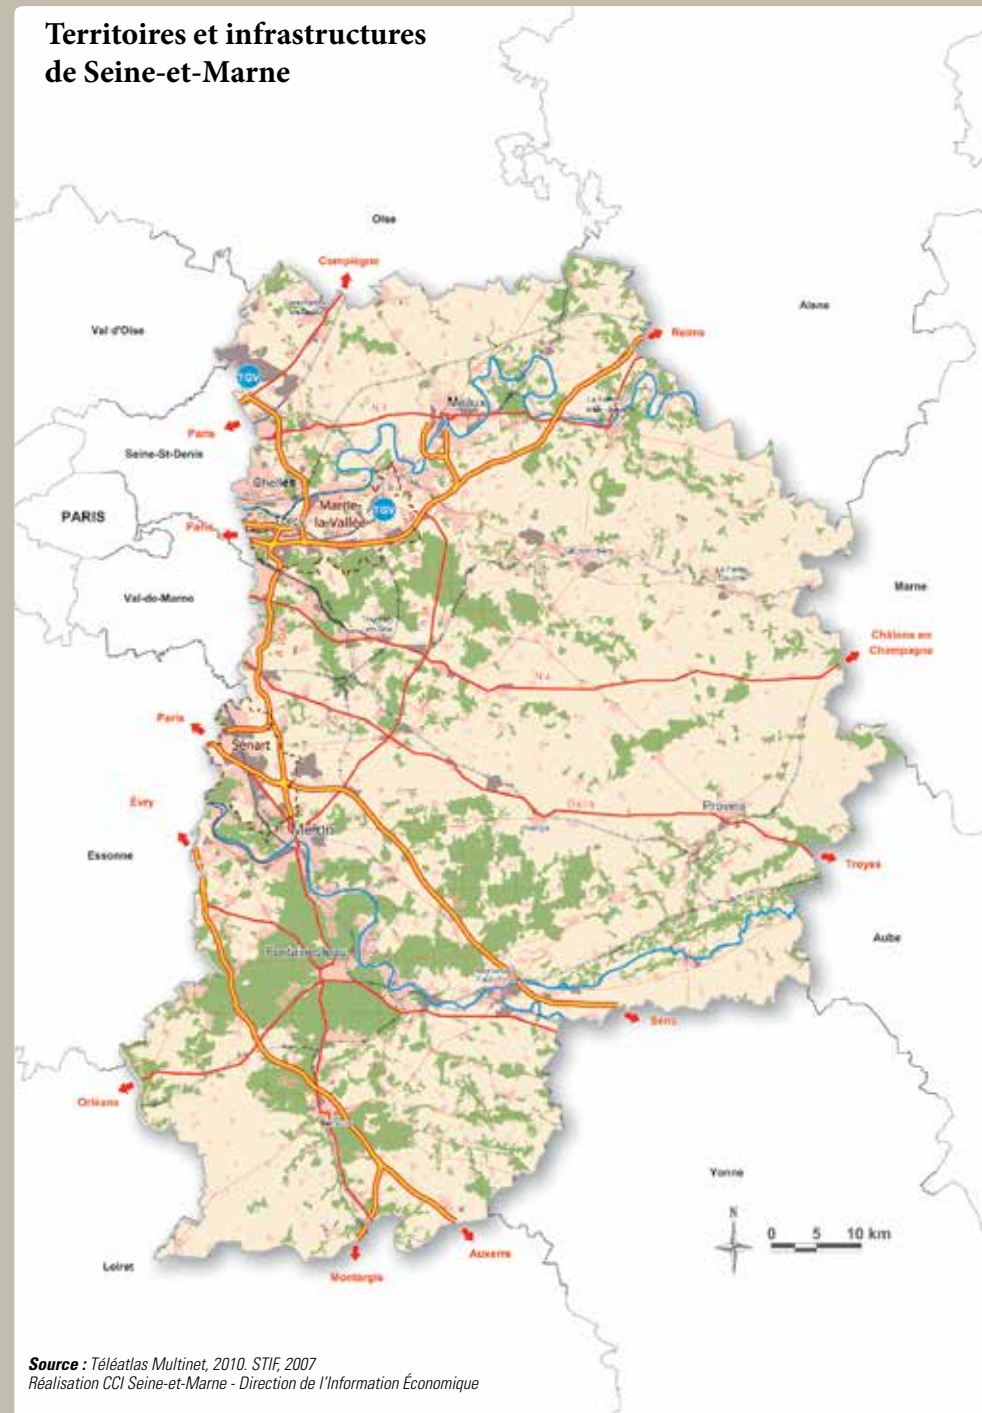 Territoires et infrastructures
de Seine-et-Marne
Oise
Compiègne
Aisne
Val d'Oise
Reims
TGV
Meaux
N 3
Paris
Seine-St-Denis
Chelles
Marne-
la-Vallée
TGV
PARIS
Paris
Marne
Val-de-Marne
Châlons en
Champagne
N 4
Paris
Sénart
Evry
Provins
Melun
Essonne
Troyes
Aube
Fontainebleau
Sens
Orléans
Yonne
N
0 5 10 km
Auxerre
Loiret
Montargis
Source : Téléatlas Multinet, 2010. STIF, 2007
Réalisation CCI Seine-et-Marne - Direction de l'Information Économique